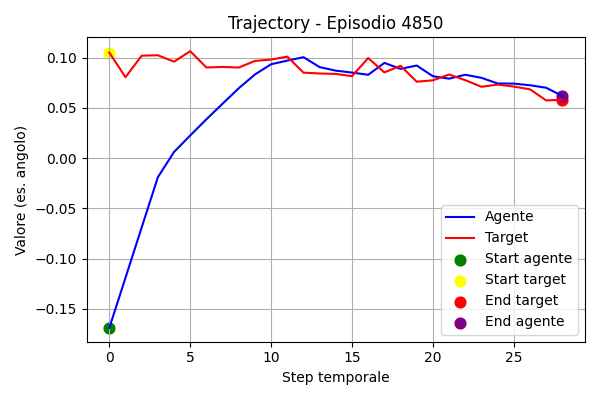 Trajectory - Episodio 4850
Valore (es. angolo)
0.10
0.05
0.00
−0.05
−0.10
−0.15
0 5 10 15 20 25
Step temporale
Agente
Target
Start agente
Start target
End target
End agente